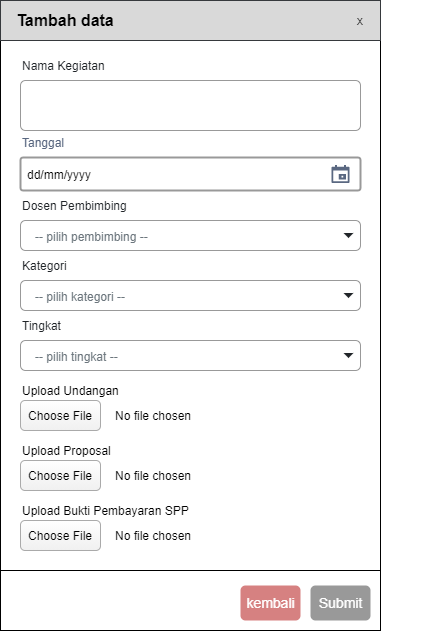 Tambah data x
Nama Kegiatan
Tanggal
dd/mm/yyyy
Dosen Pembimbing
-- pilih pembimbing --
Kategori
-- pilih kategori --
Tingkat
-- pilih tingkat --
Upload Undangan
Choose File No file chosen
Upload Proposal
Choose File No file chosen
Upload Bukti Pembayaran SPP
Choose File No file chosen
kembali Submit